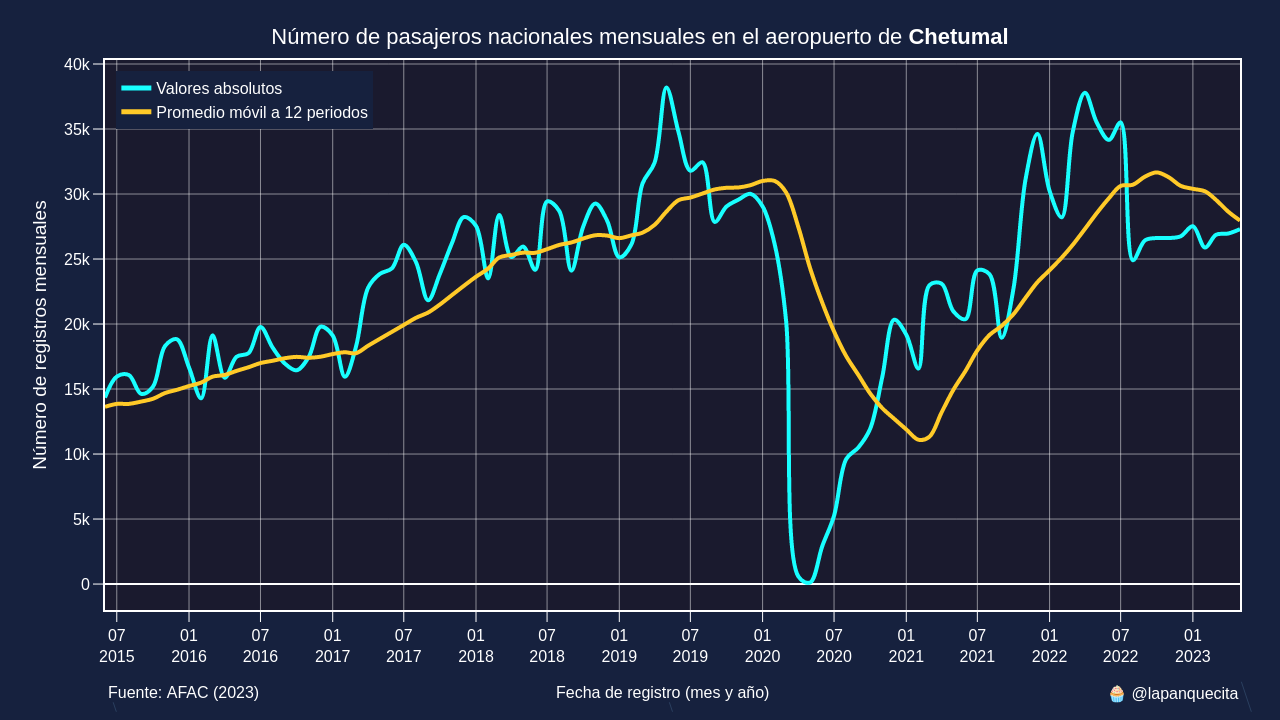 Número de pasajeros nacionales mensuales en el aeropuerto de Chetumal
Valores absolutos
Promedio móvil a 12 periodos
Número de registros mensuales
40k
35k
30k
25k
20k
15k
10k
5k
0
07 01 07 01 07 01 07 01 07 01 07 01 07 01 07 01
2015 2016 2016 2017 2017 2018 2018 2019 2019 2020 2020 2021 2021 2022 2022 2023
Fuente: AFAC (2023)
Fecha de registro (mes y año)
🧁 @lapanquecita